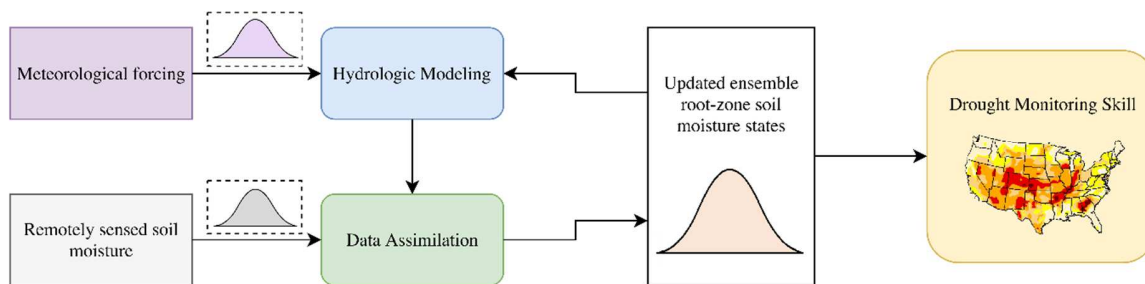 Meteorological forcing
Hydrologic Modeling
Updated ensemble
root-zone soil
moisture states
Drought Monitoring Skill
Remotely sensed soil
moisture
Data Assimilation